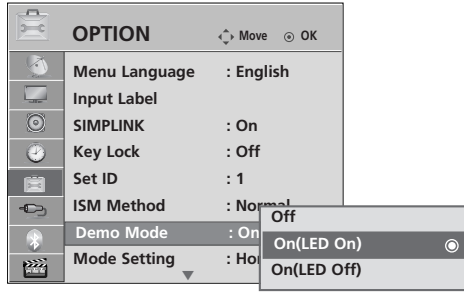 OPTION Move OK
Menu Language : English
Input Label
SIMPLINK : On
Key Lock : Off
Set ID : 1
ISM Method : Normal
Demo Mode : On
Mode Setting : Ho
Off
On(LED On)
On(LED Off)